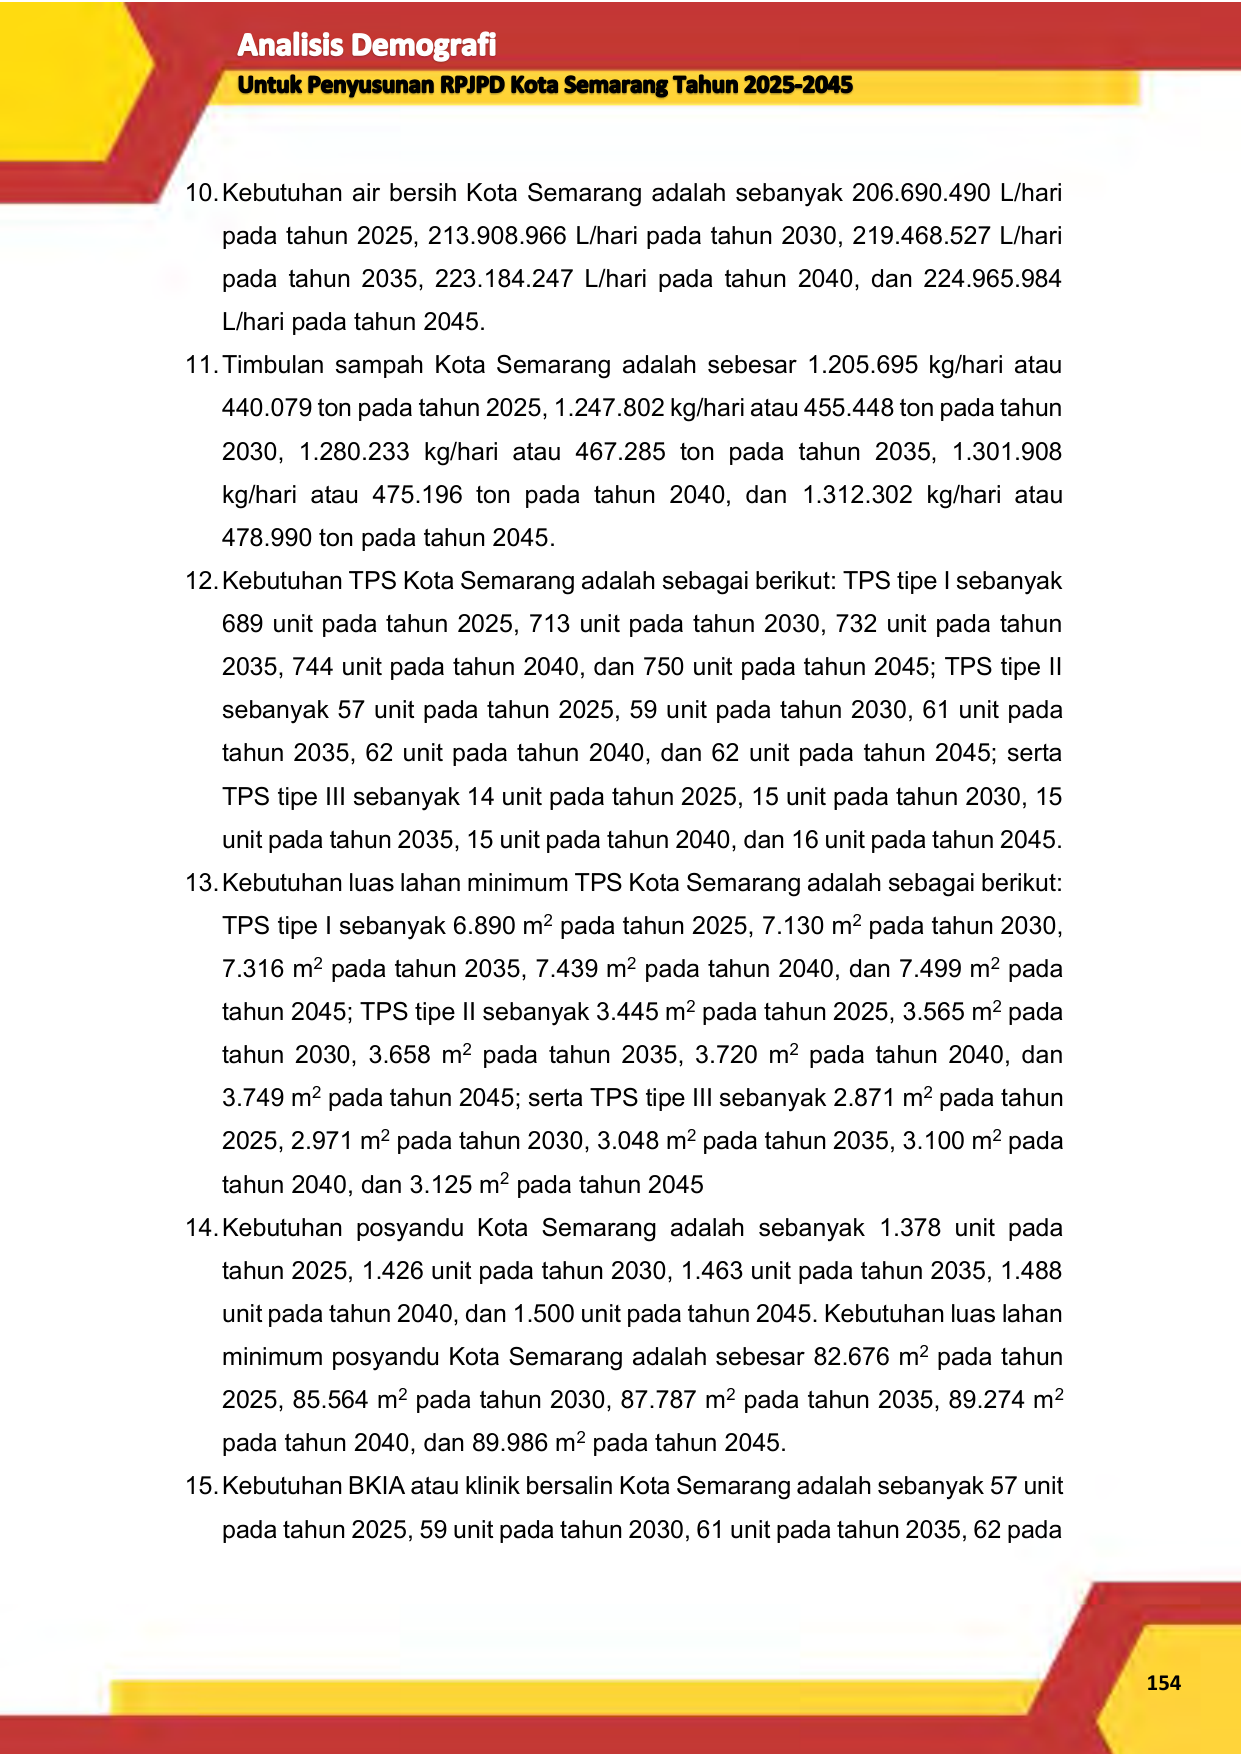 Analisis Demografi
Untuk Penyusunan RPJPD Kota Semarang Tahun 2025-2045
10. Kebutuhan air bersih Kota Semarang adalah sebanyak 206.690.490 L/hari
pada tahun 2025, 213.908.966 L/hari pada tahun 2030, 219.468.527 L/hari
pada tahun 2035, 223.184.247 L/hari pada tahun 2040, dan 224.965.984
L/hari pada tahun 2045.
11. Timbulan sampah Kota Semarang adalah sebesar 1.205.695 kg/hari atau
440.079 ton pada tahun 2025, 1.247.802 kg/hari atau 455.448 ton pada tahun
2030, 1.280.233 kg/hari atau 467.285 ton pada tahun 2035, 1.301.908
kg/hari atau 475.196 ton pada tahun 2040, dan 1.312.302 kg/hari atau
478.990 ton pada tahun 2045.
12. Kebutuhan TPS Kota Semarang adalah sebagai berikut: TPS tipe I sebanyak
689 unit pada tahun 2025, 713 unit pada tahun 2030, 732 unit pada tahun
2035, 744 unit pada tahun 2040, dan 750 unit pada tahun 2045; TPS tipe II
sebanyak 57 unit pada tahun 2025, 59 unit pada tahun 2030, 61 unit pada
tahun 2035, 62 unit pada tahun 2040, dan 62 unit pada tahun 2045; serta
TPS tipe III sebanyak 14 unit pada tahun 2025, 15 unit pada tahun 2030, 15
unit pada tahun 2035, 15 unit pada tahun 2040, dan 16 unit pada tahun 2045.
13. Kebutuhan luas lahan minimum TPS Kota Semarang adalah sebagai berikut:
TPS tipe I sebanyak 6.890 m² pada tahun 2025, 7.130 m² pada tahun 2030,
7.316 m² pada tahun 2035, 7.439 m² pada tahun 2040, dan 7.499 m² pada
tahun 2045; TPS tipe II sebanyak 3.445 m² pada tahun 2025, 3.565 m² pada
tahun 2030, 3.658 m² pada tahun 2035, 3.720 m² pada tahun 2040, dan
3.749 m² pada tahun 2045; serta TPS tipe III sebanyak 2.871 m² pada tahun
2025, 2.971 m² pada tahun 2030, 3.048 m² pada tahun 2035, 3.100 m² pada
tahun 2040, dan 3.125 m² pada tahun 2045
14. Kebutuhan posyandu Kota Semarang adalah sebanyak 1.378 unit pada
tahun 2025, 1.426 unit pada tahun 2030, 1.463 unit pada tahun 2035, 1.488
unit pada tahun 2040, dan 1.500 unit pada tahun 2045. Kebutuhan luas lahan
minimum posyandu Kota Semarang adalah sebesar 82.676 m² pada tahun
2025, 85.564 m² pada tahun 2030, 87.787 m² pada tahun 2035, 89.274 m²
pada tahun 2040, dan 89.986 m² pada tahun 2045.
15. Kebutuhan BKIA atau klinik bersalin Kota Semarang adalah sebanyak 57 unit
pada tahun 2025, 59 unit pada tahun 2030, 61 unit pada tahun 2035, 62 pada
154